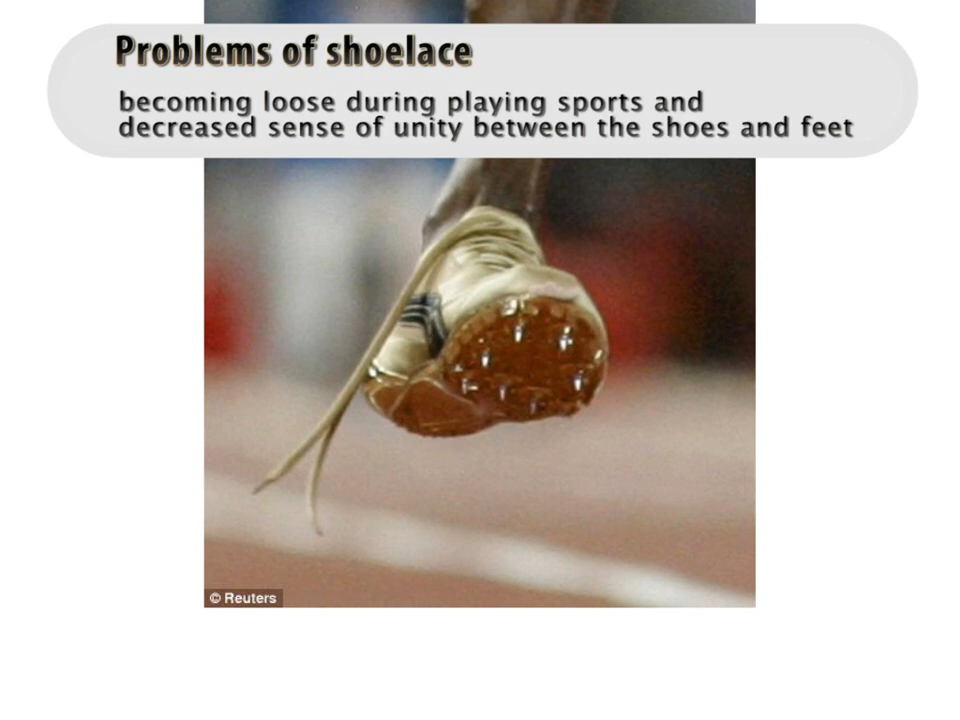 Problems of shoelace
becoming loose during playing sports and
decreased sense of unity between the shoes and feet
© Reuters